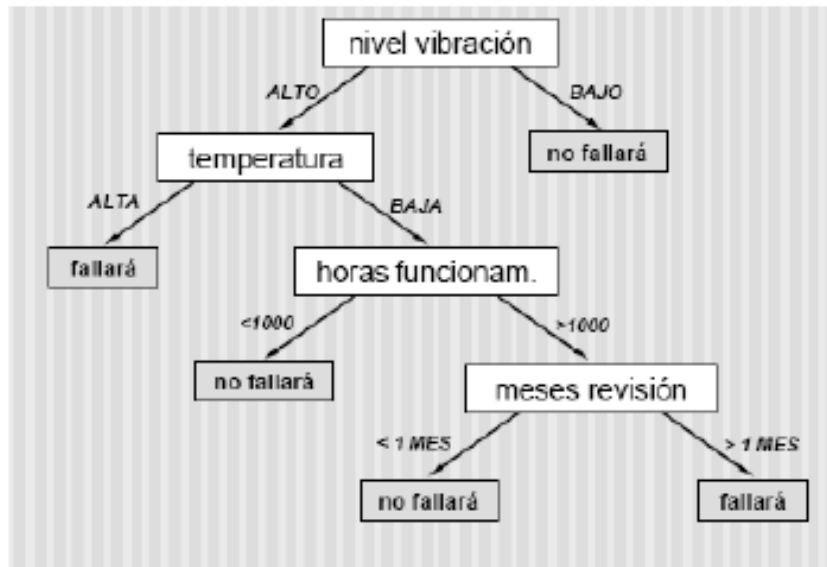 nivel vibración
ALTO
BAJO
temperatura
no fallará
ALTA
BAJA
fallará
horas funcionam.
<1000
>1000
no fallará
meses revisión
< 1 MES
> 1 MES
no fallará
fallará